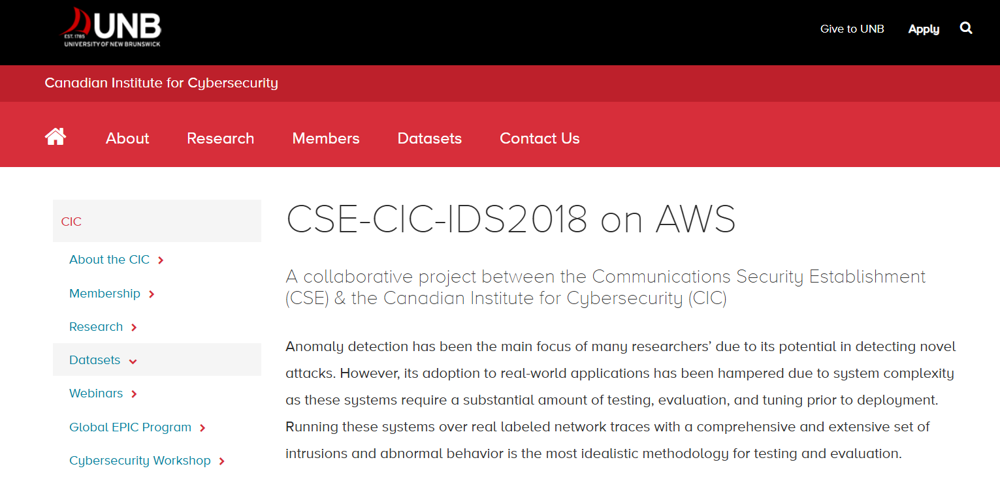 UNB
EST. 1785
UNIVERSITY OF NEW BRUNSWICK
Give to UNB
Apply
Canadian Institute for Cybersecurity
About
Research
Members
Datasets
Contact Us
CIC
About the CIC
Membership
Research
Datasets
Webinars
Global EPIC Program
Cybersecurity Workshop
CSE-CIC-IDS2018 on AWS
A collaborative project between the Communications Security Establishment
(CSE) & the Canadian Institute for Cybersecurity (CIC)
Anomaly detection has been the main focus of many researchers’ due to its potential in detecting novel
attacks. However, its adoption to real-world applications has been hampered due to system complexity
as these systems require a substantial amount of testing, evaluation, and tuning prior to deployment.
Running these systems over real labeled network traces with a comprehensive and extensive set of
intrusions and abnormal behavior is the most idealistic methodology for testing and evaluation.